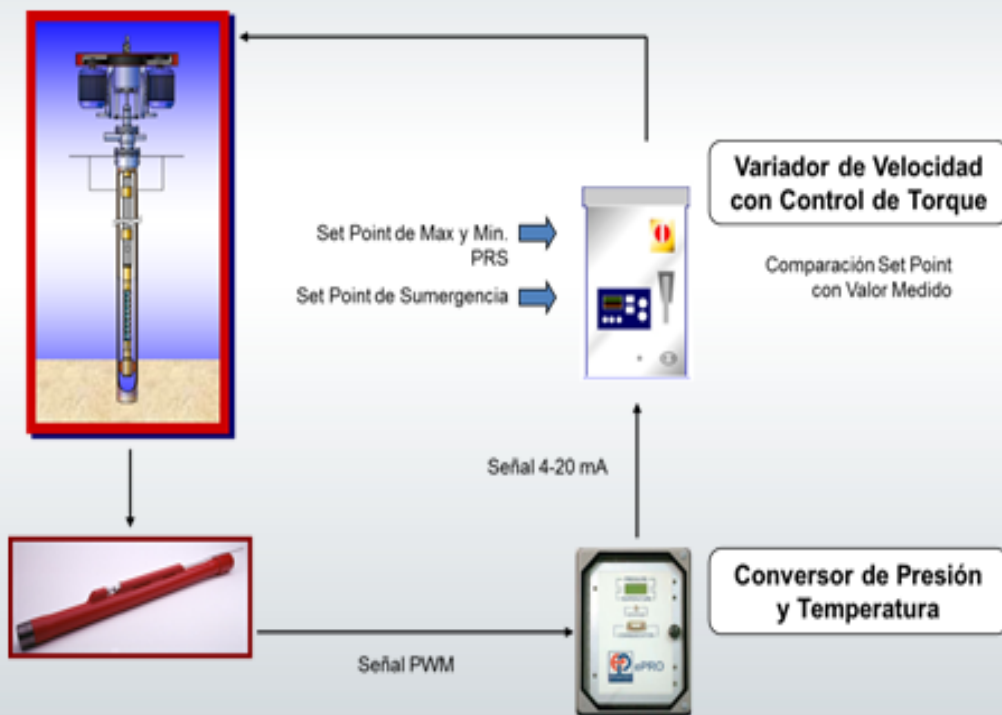 Variador de Velocidad
con Control de Torque
Set Point de Max y Min.
PRS
Set Point de Sumergencia
Comparación Set Point
con Valor Medido
Señal 4-20 mA
Conversor de Presión
y Temperatura
Señal PWM
ePRO